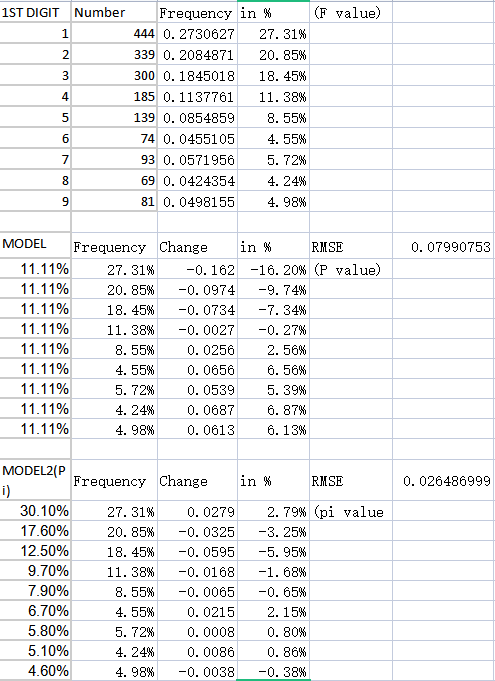 1ST DIGIT Number Frequency in % (F value)
1 444 0.2730627 27.31%
2 339 0.2084871 20.85%
3 300 0.1845018 18.45%
4 185 0.1137761 11.38%
5 139 0.0854859 8.55%
6 74 0.0455105 4.55%
7 93 0.0571956 5.72%
8 69 0.0424354 4.24%
9 81 0.0498155 4.98%
MODEL Frequency Change in % RMSE 0.07990753
11.11% 27.31% -0.162 -16.20% (P value)
11.11% 20.85% -0.0974 -9.74%
11.11% 18.45% -0.0734 -7.34%
11.11% 11.38% -0.0027 -0.27%
11.11% 8.55% 0.0256 2.56%
11.11% 4.55% 0.0656 6.56%
11.11% 5.72% 0.0539 5.39%
11.11% 4.24% 0.0687 6.87%
11.11% 4.98% 0.0613 6.13%
MODEL2(P
i) Frequency Change in % RMSE 0.026486999
30.10% 27.31% 0.0279 2.79% (pi value
17.60% 20.85% -0.0325 -3.25%
12.50% 18.45% -0.0595 -5.95%
9.70% 11.38% -0.0168 -1.68%
7.90% 8.55% -0.0065 -0.65%
6.70% 4.55% 0.0215 2.15%
5.80% 5.72% 0.0008 0.80%
5.10% 4.24% 0.0086 0.86%
4.60% 4.98% -0.0038 -0.38%